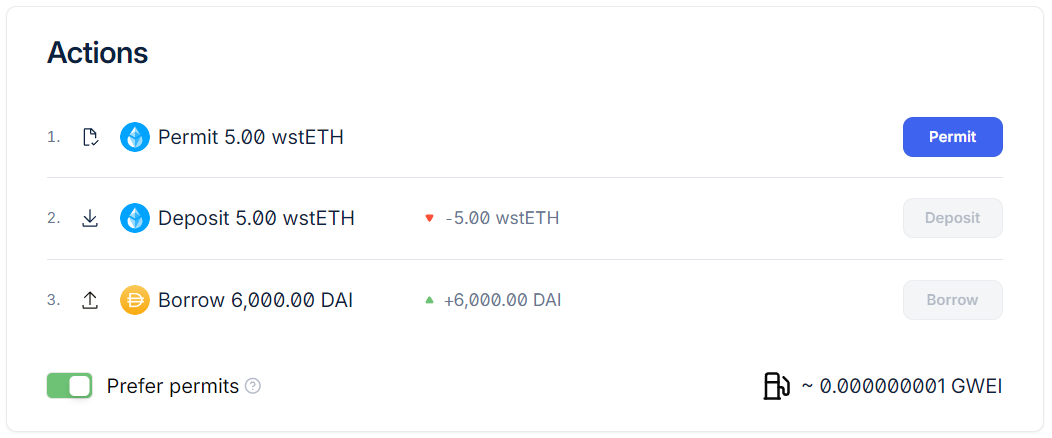 Actions
1. Permit 5.00 wstETH Permit
2. Deposit 5.00 wstETH -5.00 wstETH Deposit
3. Borrow 6,000.00 DAI +6,000.00 DAI Borrow
Prefer permits ? ~ 0.000000001 GWEI